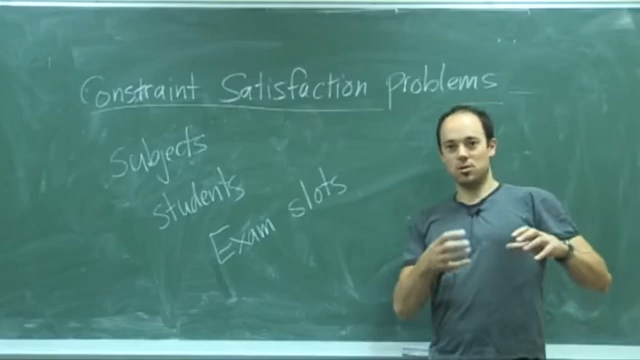 Constraint Satisfaction problems
subjects
students
Exam slots